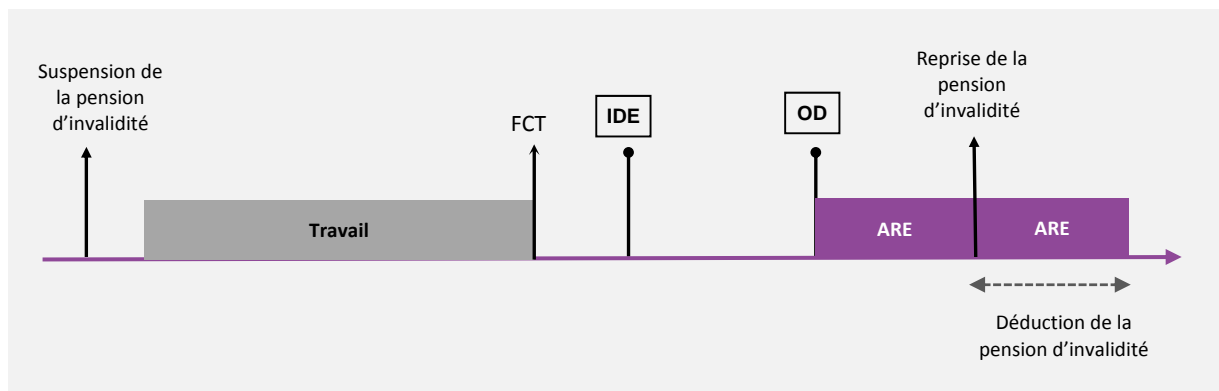 Suspension de
la pension
d’invalidité
FCT
IDE
OD
Reprise de la
pension
d’invalidité
Travail
ARE
ARE
Déduction de la
pension d’invalidité